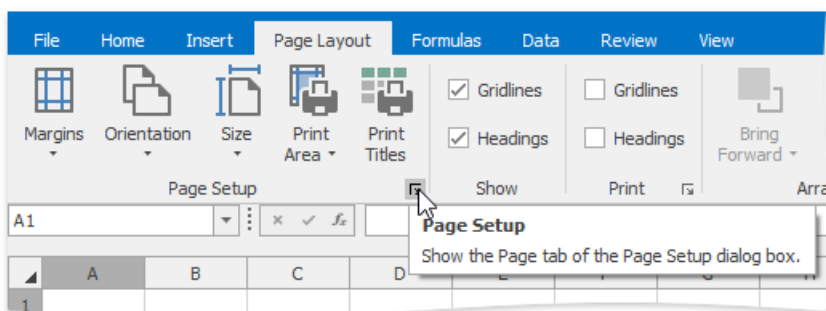 File Home Insert Page Layout Formulas Data Review View
Margins Orientation Size Print Area Print Titles
Gridlines Gridlines
Headings Headings
Bring Forward
Page Setup Show Print Arra
A1 fx
Page Setup
Show the Page tab of the Page Setup dialog box.
A B C D
1